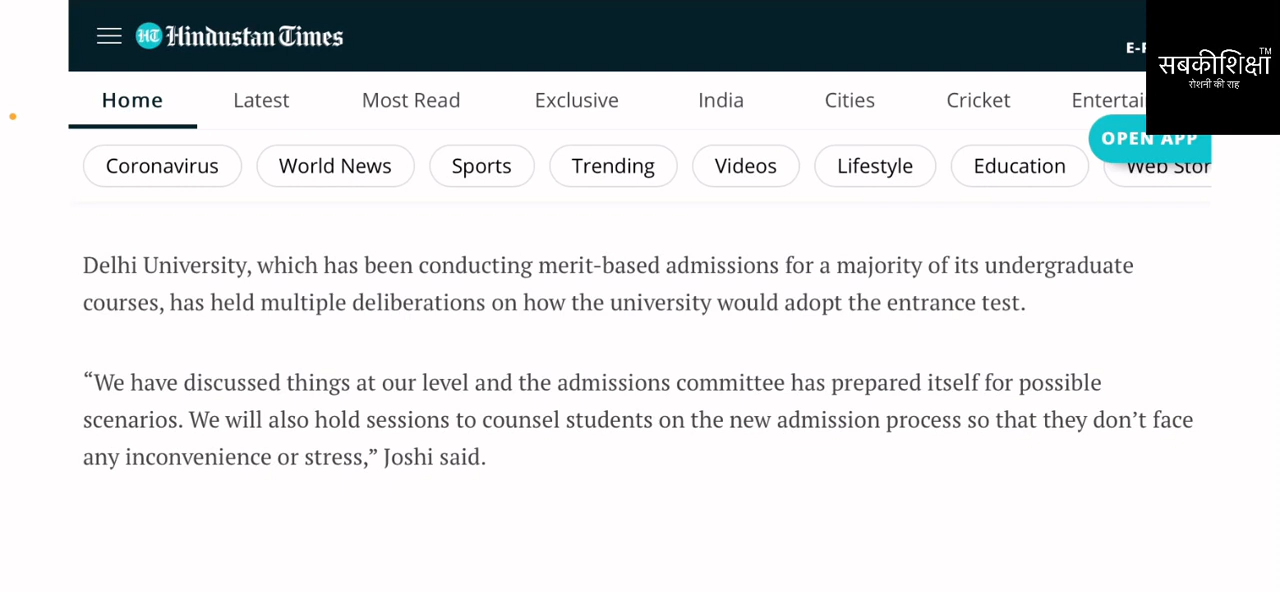 HT Hindustan Times
सबकीशिक्षा TM
रोशनी की राह
Home Latest Most Read Exclusive India Cities Cricket
OPEN APP
Coronavirus World News Sports Trending Videos Lifestyle Education Web
Delhi University, which has been conducting merit-based admissions for a majority of its undergraduate
courses, has held multiple deliberations on how the university would adopt the entrance test.
“We have discussed things at our level and the admissions committee has prepared itself for possible
scenarios. We will also hold sessions to counsel students on the new admission process so that they don’t face
any inconvenience or stress,” Joshi said.